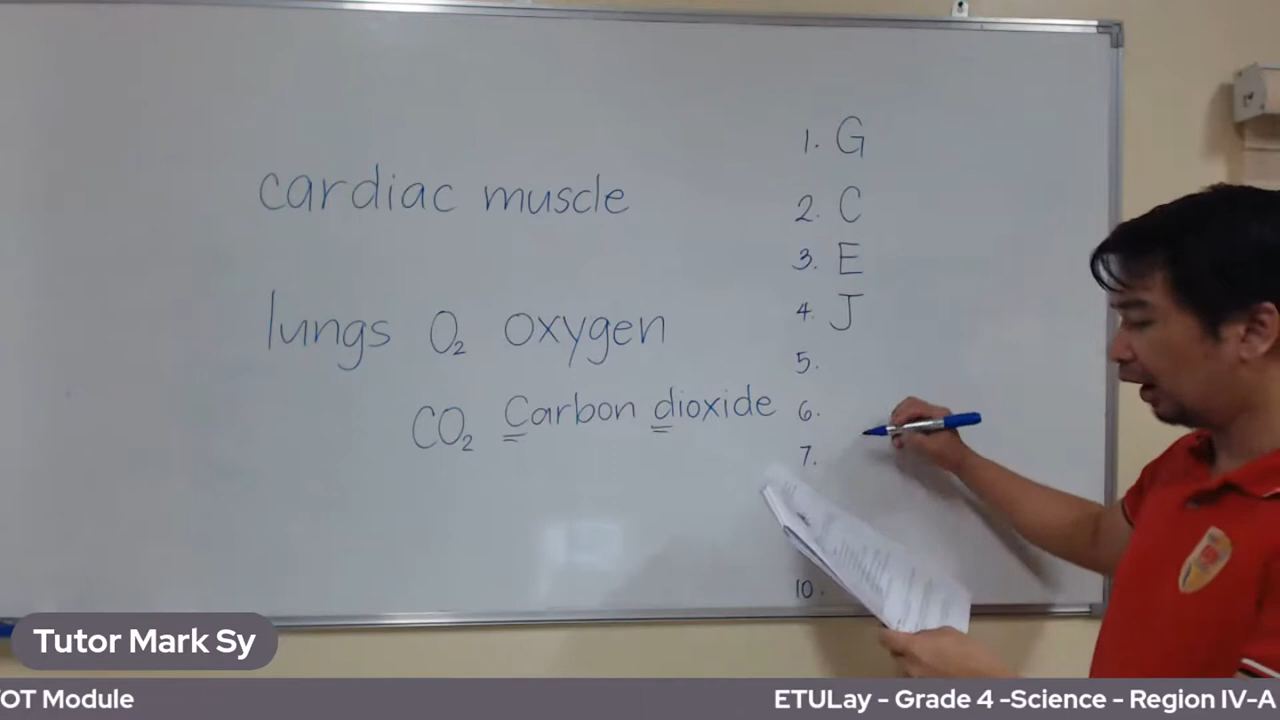 cardiac muscle
lungs O₂ oxygen
CO₂ Carbon dioxide
1. G
2. C
3. E
4. J
5.
6.
7.
10.
Tutor Mark Sy
OT Module
ETULay - Grade 4 -Science - Region IV-A